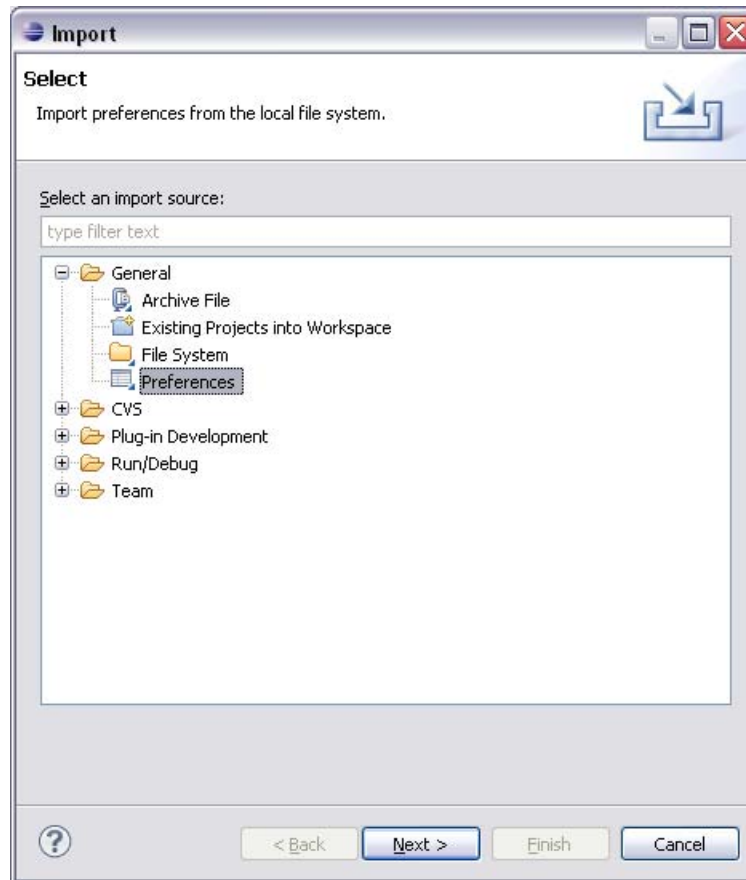 Import
Select
Import preferences from the local file system.
Select an import source:
type filter text
General
Archive File
Existing Projects into Workspace
File System
Preferences
CVS
Plug-in Development
Run/Debug
Team
?
< Back
Next >
Finish
Cancel